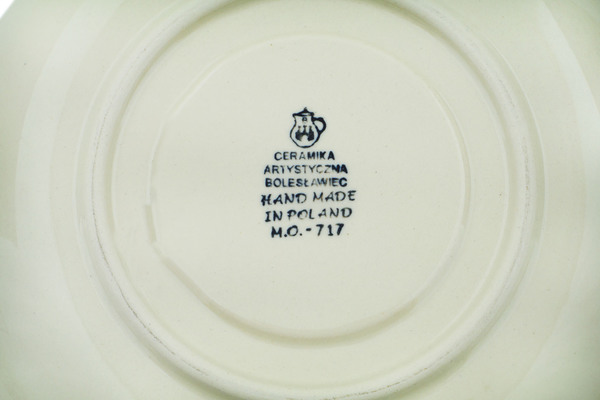 CERAMIKA
ARTYSTYCZNA
BOLESŁAWIEC
HAND MADE
IN POLAND
M.O.-717